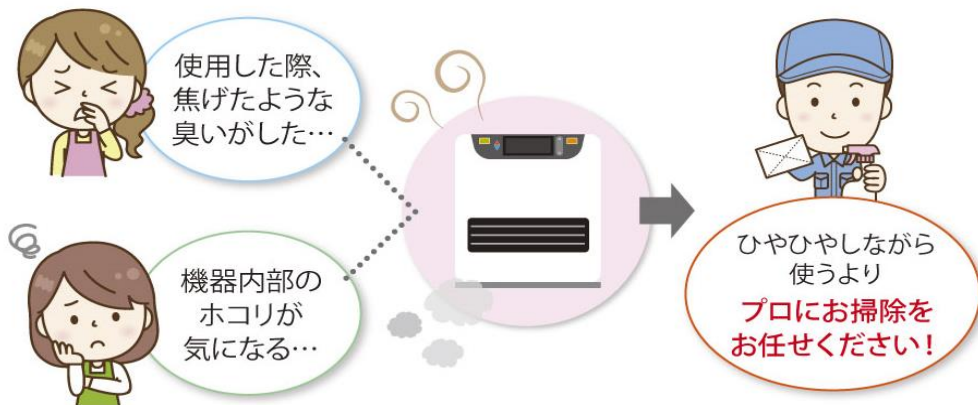 使用した際、
焦げたような
臭いがした…
機器内部の
ホコリが
気になる…
ひやひやしながら
使うより
プロにお掃除を
お任せください！